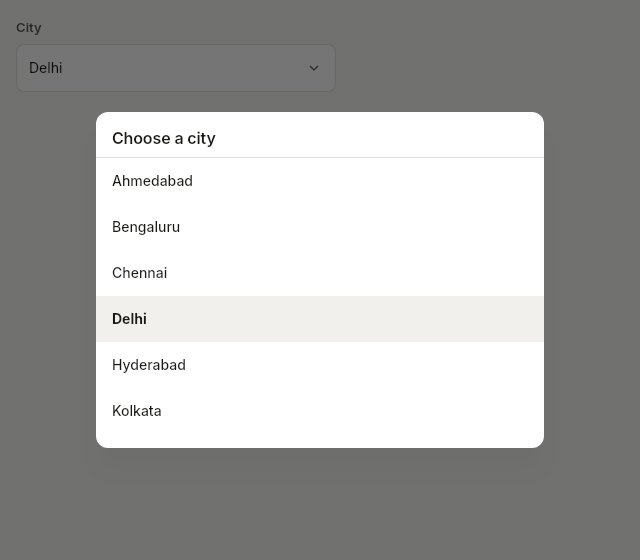 City
Delhi
Choose a city
Ahmedabad
Bengaluru
Chennai
Delhi
Hyderabad
Kolkata